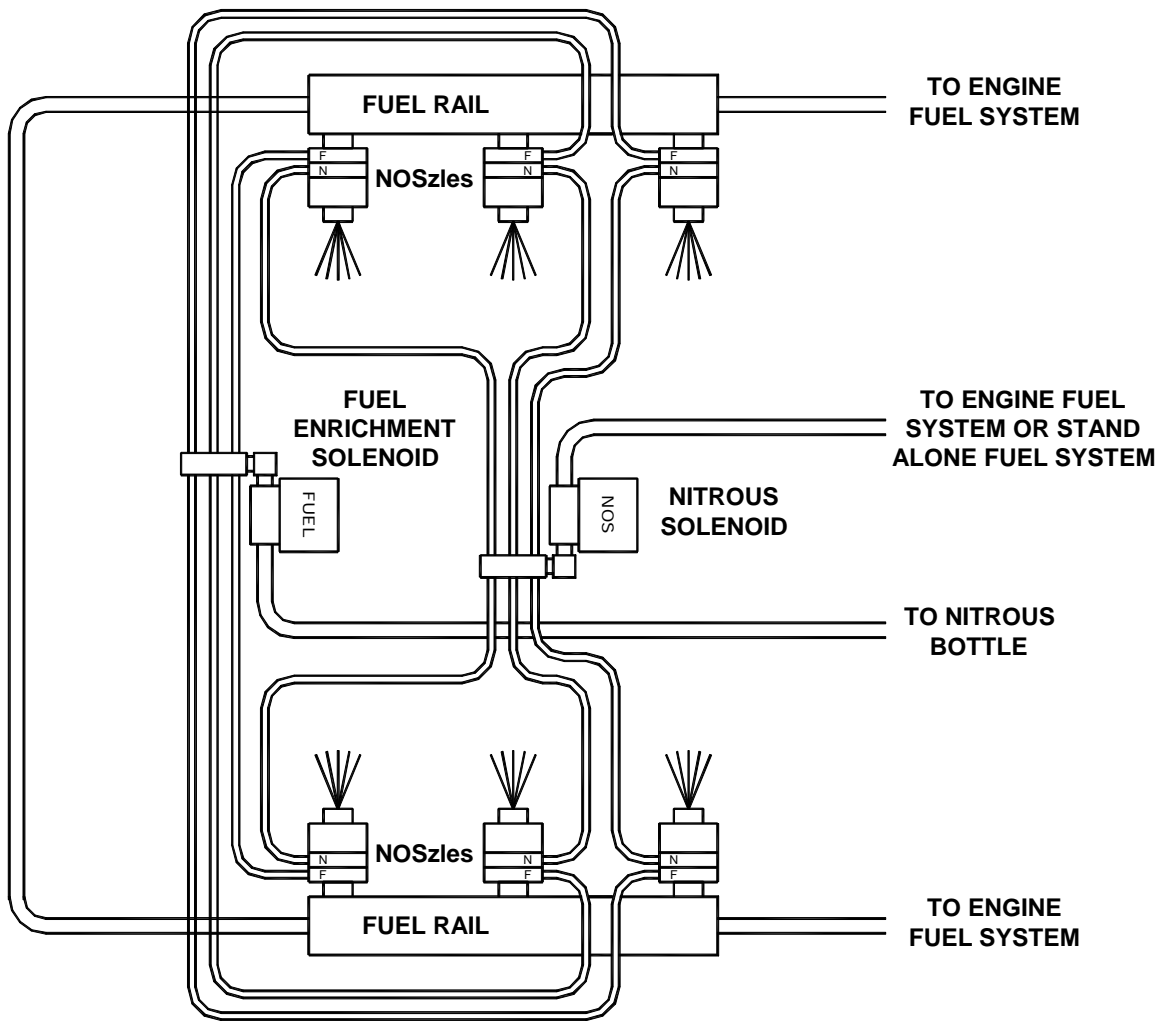 FUEL RAIL
TO ENGINE
FUEL SYSTEM
F
N
NOSzles
F
N
F
N
FUEL
ENRICHMENT
SOLENOID
TO ENGINE FUEL
SYSTEM OR STAND
ALONE FUEL SYSTEM
FUEL
NOS
NITROUS
SOLENOID
TO NITROUS
BOTTLE
N
F
NOSzles
N
F
N
F
FUEL RAIL
TO ENGINE
FUEL SYSTEM